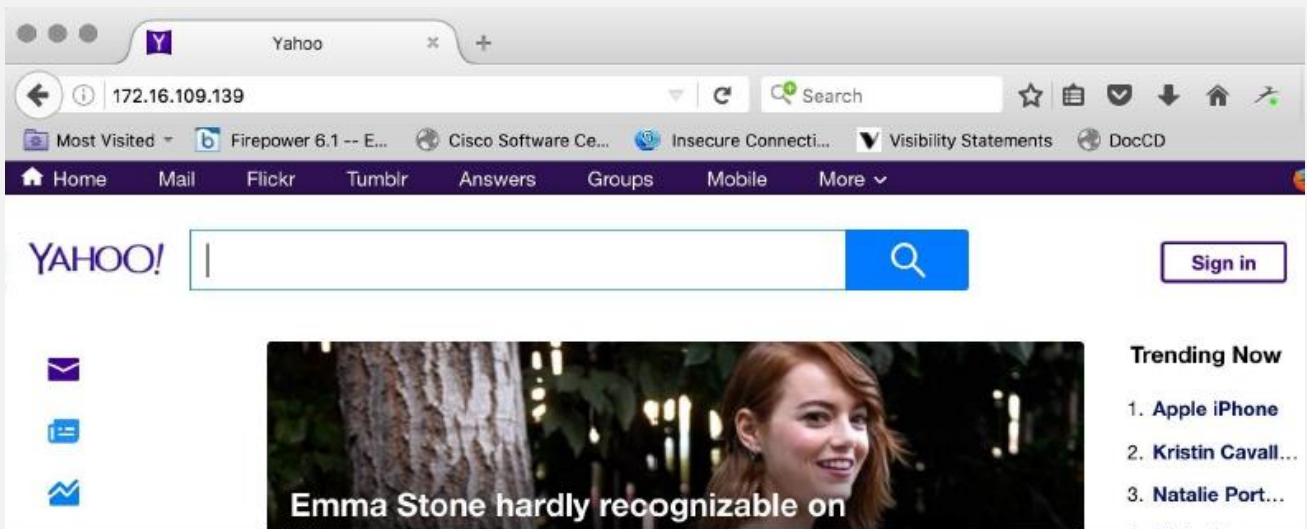 Yahoo
172.16.109.139
Search
Most Visited
Firepower 6.1 -- E...
Cisco Software Ce...
Insecure Connecti...
Visibility Statements
DocCD
Home
Mail
Flickr
Tumblr
Answers
Groups
Mobile
More
YAHOO!
Sign in
Emma Stone hardly recognizable on
Trending Now
1. Apple iPhone
2. Kristin Cavall...
3. Natalie Port...